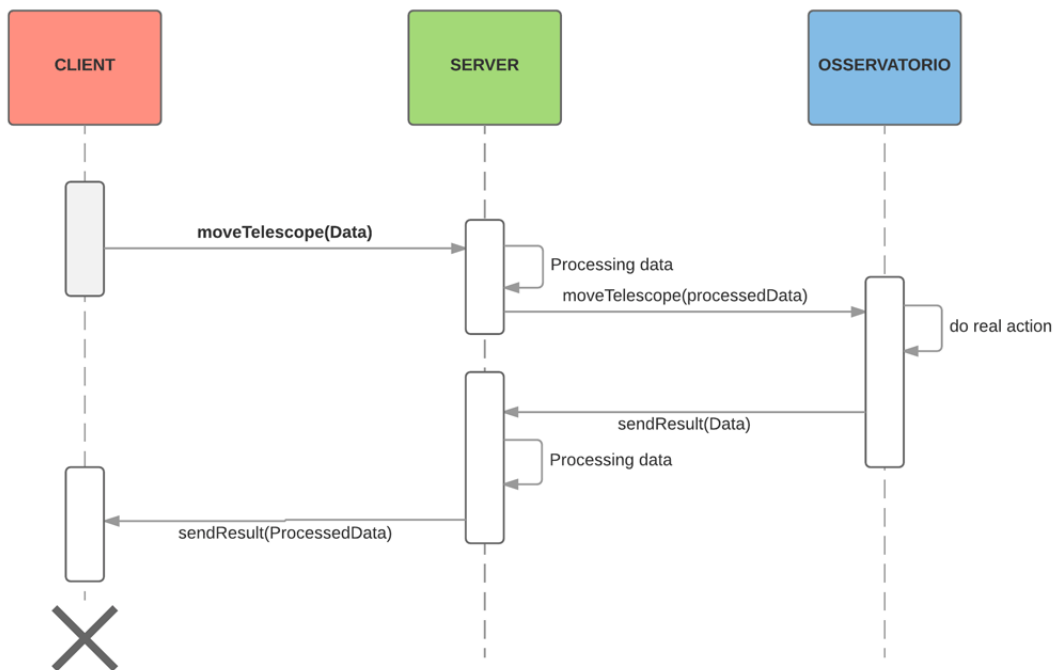 CLIENT
SERVER
OSSERVATORIO
moveTelescope(Data)
Processing data
moveTelescope(processedData)
do real action
sendResult(Data)
Processing data
sendResult(ProcessedData)